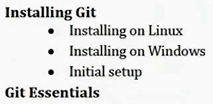 Installing Git
• Installing on Linux
• Installing on Windows
• Initial setup
Git Essentials